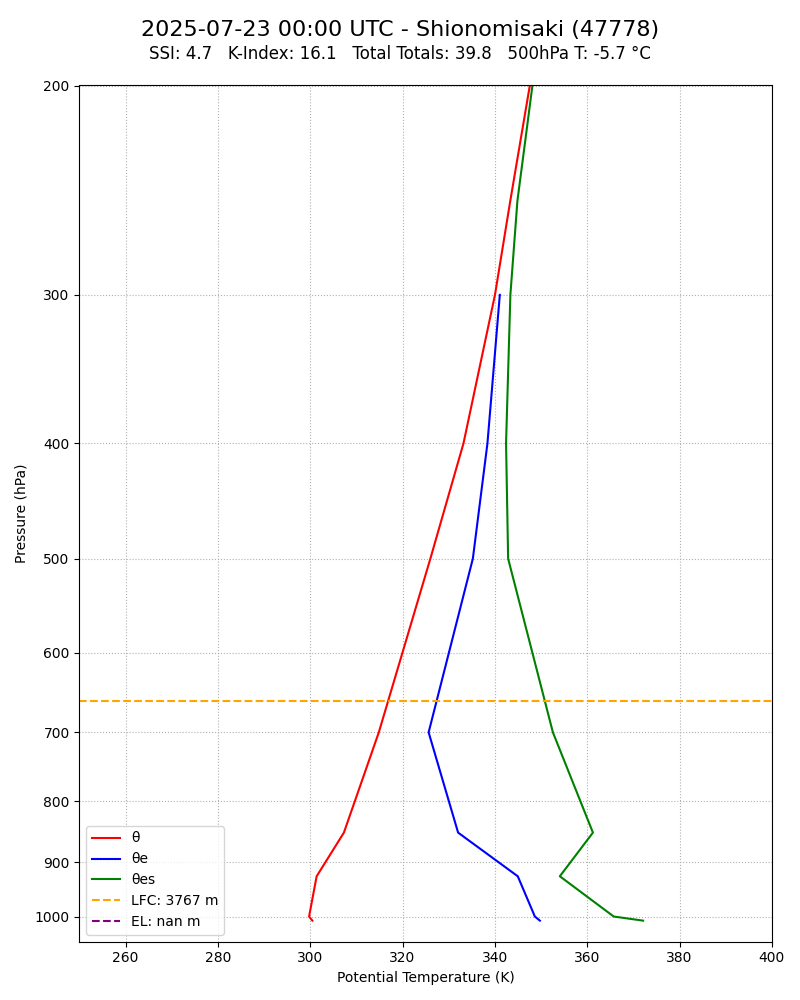 2025-07-23 00:00 UTC - Shionomisaki (47778)
SSI: 4.7   K-Index: 16.1   Total Totals: 39.8   500hPa T: -5.7 °C
200
300
400
500
600
700
800
900
1000
Pressure (hPa)
θ
θe
θes
LFC: 3767 m
EL: nan m
260 280 300 320 340 360 380 400
Potential Temperature (K)